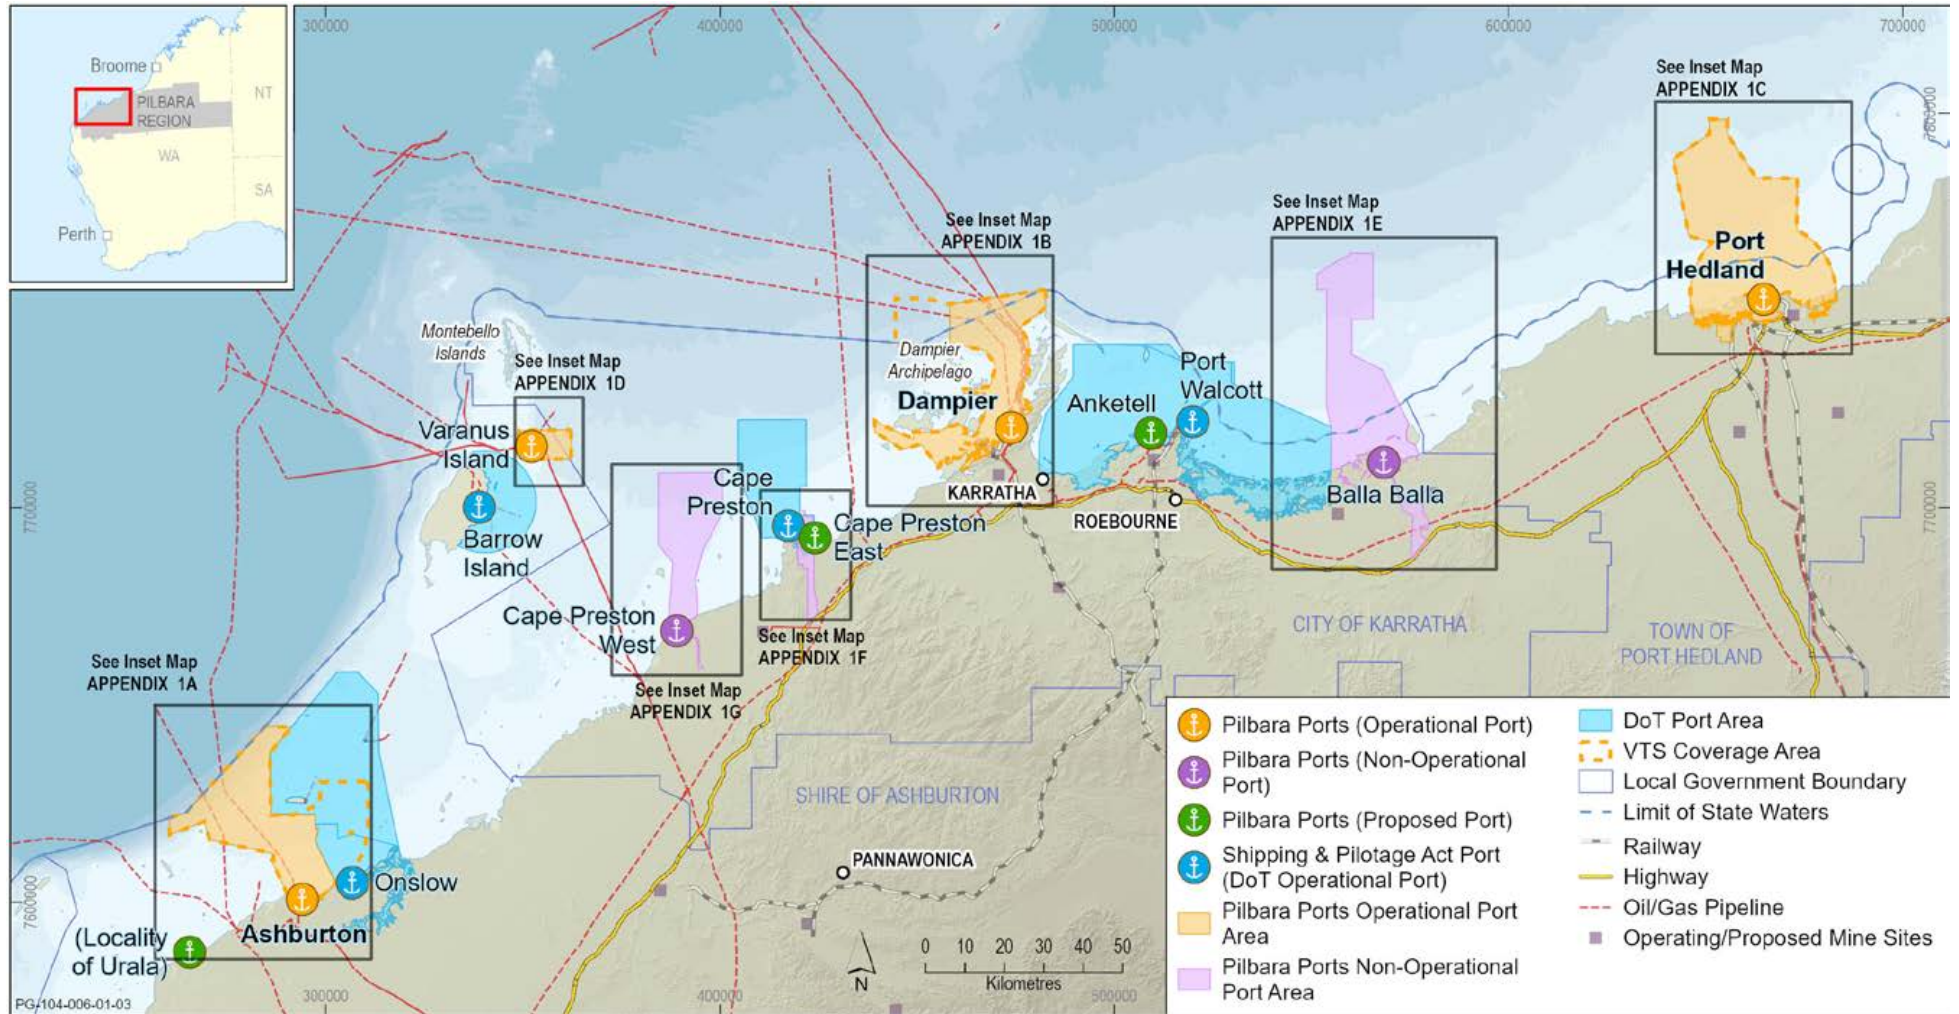 Broome
PILBARA
REGION
NT
WA
SA
Perth
300000
400000
500000
600000
700000
7800000
7700000
7700000
7600000
300000
400000
500000
See Inset Map
APPENDIX 1C
See Inset Map
APPENDIX 1B
See Inset Map
APPENDIX 1E
Port
Hedland
Montebello
Islands
See Inset Map
APPENDIX 1D
Dampier
Archipelago
Dampier
Port
Walcott
Anketell
Varanus
Island
Cape
Preston
KARRATHA
Balla Balla
ROEBOURNE
Cape Preston
East
Barrow
Island
Cape Preston
West
See Inset Map
APPENDIX 1F
CITY OF KARRATHA
TOWN OF
PORT HEDLAND
See Inset Map
APPENDIX 1A
See Inset Map
APPENDIX 1G
SHIRE OF ASHBURTON
PANNAWONICA
Onslow
Ashburton
(Locality
of Urala)
N
0 10 20 30 40 50
Kilometres
PG-104-006-01-03
Pilbara Ports (Operational Port)
Pilbara Ports (Non-Operational
Port)
Pilbara Ports (Proposed Port)
Shipping & Pilotage Act Port
(DoT Operational Port)
Pilbara Ports Operational Port
Area
Pilbara Ports Non-Operational
Port Area
DoT Port Area
VTS Coverage Area
Local Government Boundary
Limit of State Waters
Railway
Highway
Oil/Gas Pipeline
Operating/Proposed Mine Sites